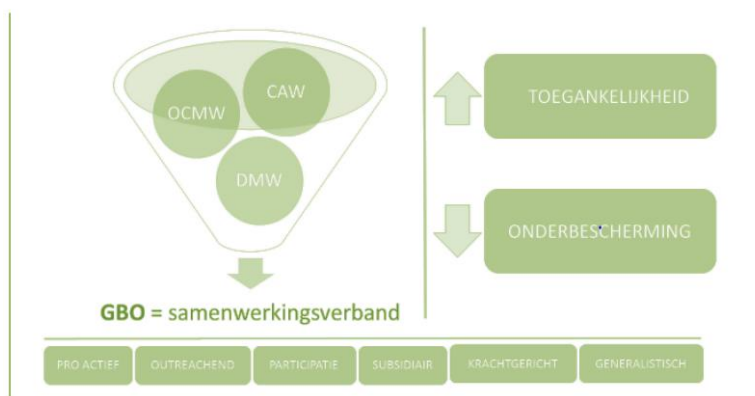 CAW
OCMW
DMW
GBO = samenwerkingsverband
TOEGANKELIJKHEID
ONDERBESCHERMING
PRO ACTIEF
OUTREACHEND
PARTICIPATIE
SUBSIDIAIR
KRACHTGERICHT
GENERALISTISCH